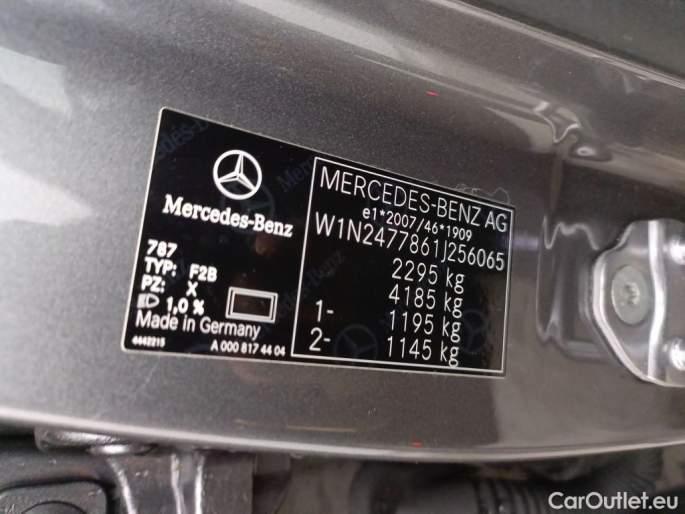 Mercedes-Benz
787
TYP: F2B
PZ: X
1,0 %
Made in Germany
4442215
A 000 817 44 04
MERCEDES-BENZ AG
e1*2007/46*1909
W1N2477861J256065
2295 kg
4185 kg
1- 1195 kg
2- 1145 kg
CarOutlet.eu